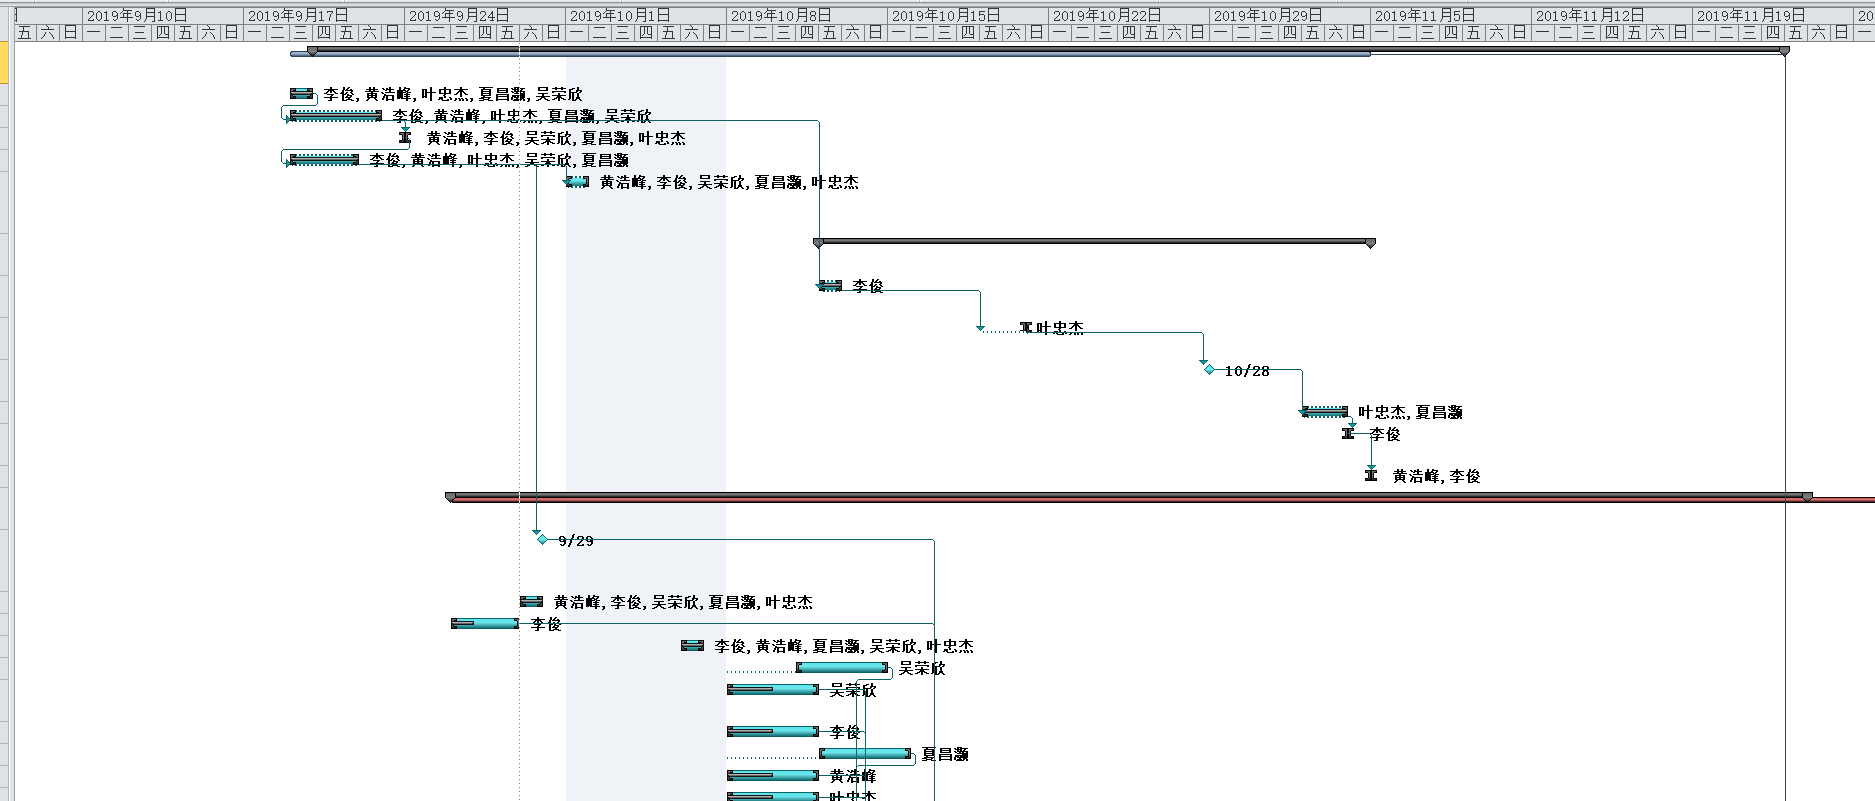 2019年9月10日 2019年9月17日 2019年9月24日 2019年10月1日 2019年10月8日 2019年10月15日 2019年10月22日 2019年10月29日 2019年11月5日 2019年11月12日 2019年11月19日 20
五 六 日 一 二 三 四 五 六 日 一 二 三 四 五 六 日 一 二 三 四 五 六 日 一 二 三 四 五 六 日 一 二 三 四 五 六 日 一 二 三 四 五 六 日 一 二 三 四 五 六 日 一 二 三 四 五 六 日 一 二 三 四 五 六 日 一 二 三 四 五 六 日 一 二 三 四 五 六 日 一
李俊,黄浩峰,叶忠杰,夏昌灏,吴荣欣
李俊,黄浩峰,叶忠杰,夏昌灏,吴荣欣
黄浩峰,李俊,吴荣欣,夏昌灏,叶忠杰
李俊,黄浩峰,叶忠杰,吴荣欣,夏昌灏
黄浩峰,李俊,吴荣欣,夏昌灏,叶忠杰
李俊
叶忠杰
10/28
叶忠杰,夏昌灏
李俊
黄浩峰,李俊
9/29
黄浩峰,李俊,吴荣欣,夏昌灏,叶忠杰
李俊
李俊,黄浩峰,夏昌灏,吴荣欣,叶忠杰
吴荣欣
吴荣欣
李俊
夏昌灏
黄浩峰
叶忠杰